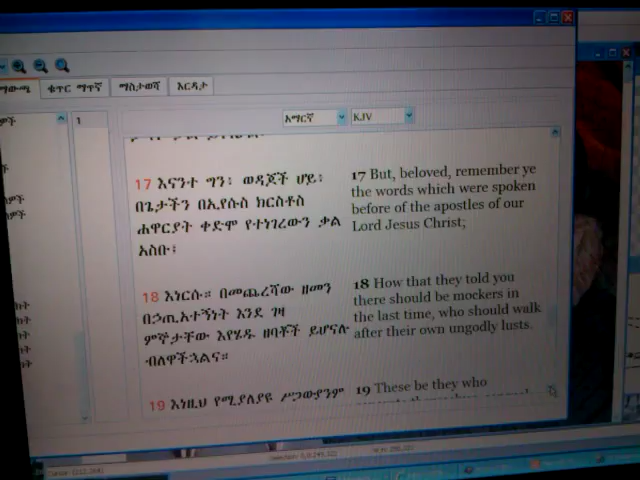 ማውጫ ቁጥር ማጥኛ ማስታወሻ እርዳታ
1
አማርኛ KJV
17 እናንተ ግን፤ ወዳጆች ሆይ፤
በጌታችን በኢየሱስ ክርስቶስ
ሐዋርያት ቀድሞ የተነገረውን ቃል
አስቡ፤
17 But, beloved, remember ye
the words which were spoken
before of the apostles of our
Lord Jesus Christ;
18 እነርሱ። በመጨረሻው ዘመን
በኃጢአተኝነት እንደ ገዛ
ምኞታቸው እየሄዱ ዘባቾች ይሆናሉ
ብለዋችኋልና።
18 How that they told you
there should be mockers in
the last time, who should walk
after their own ungodly lusts.
19 እነዚህ የሚያለያዩ ሥጋውያንም
19 These be they who